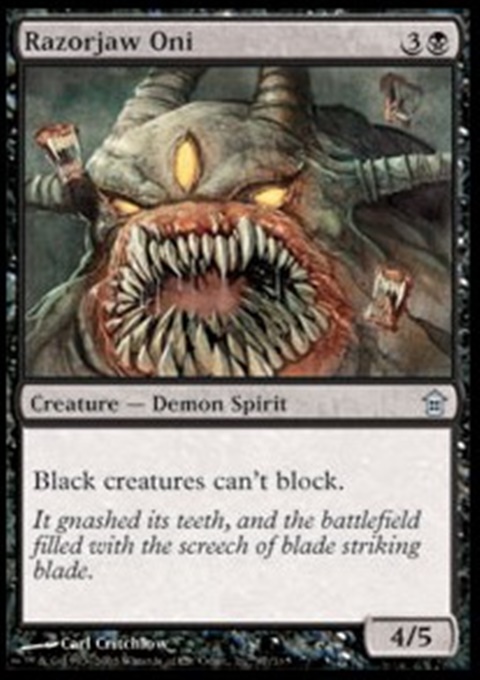 Razorjaw Oni 3
Creature — Demon Spirit
Black creatures can't block.
It gnashed its teeth, and the battlefield
filled with the screech of blade striking
blade.
Carl Critchlow
4/5